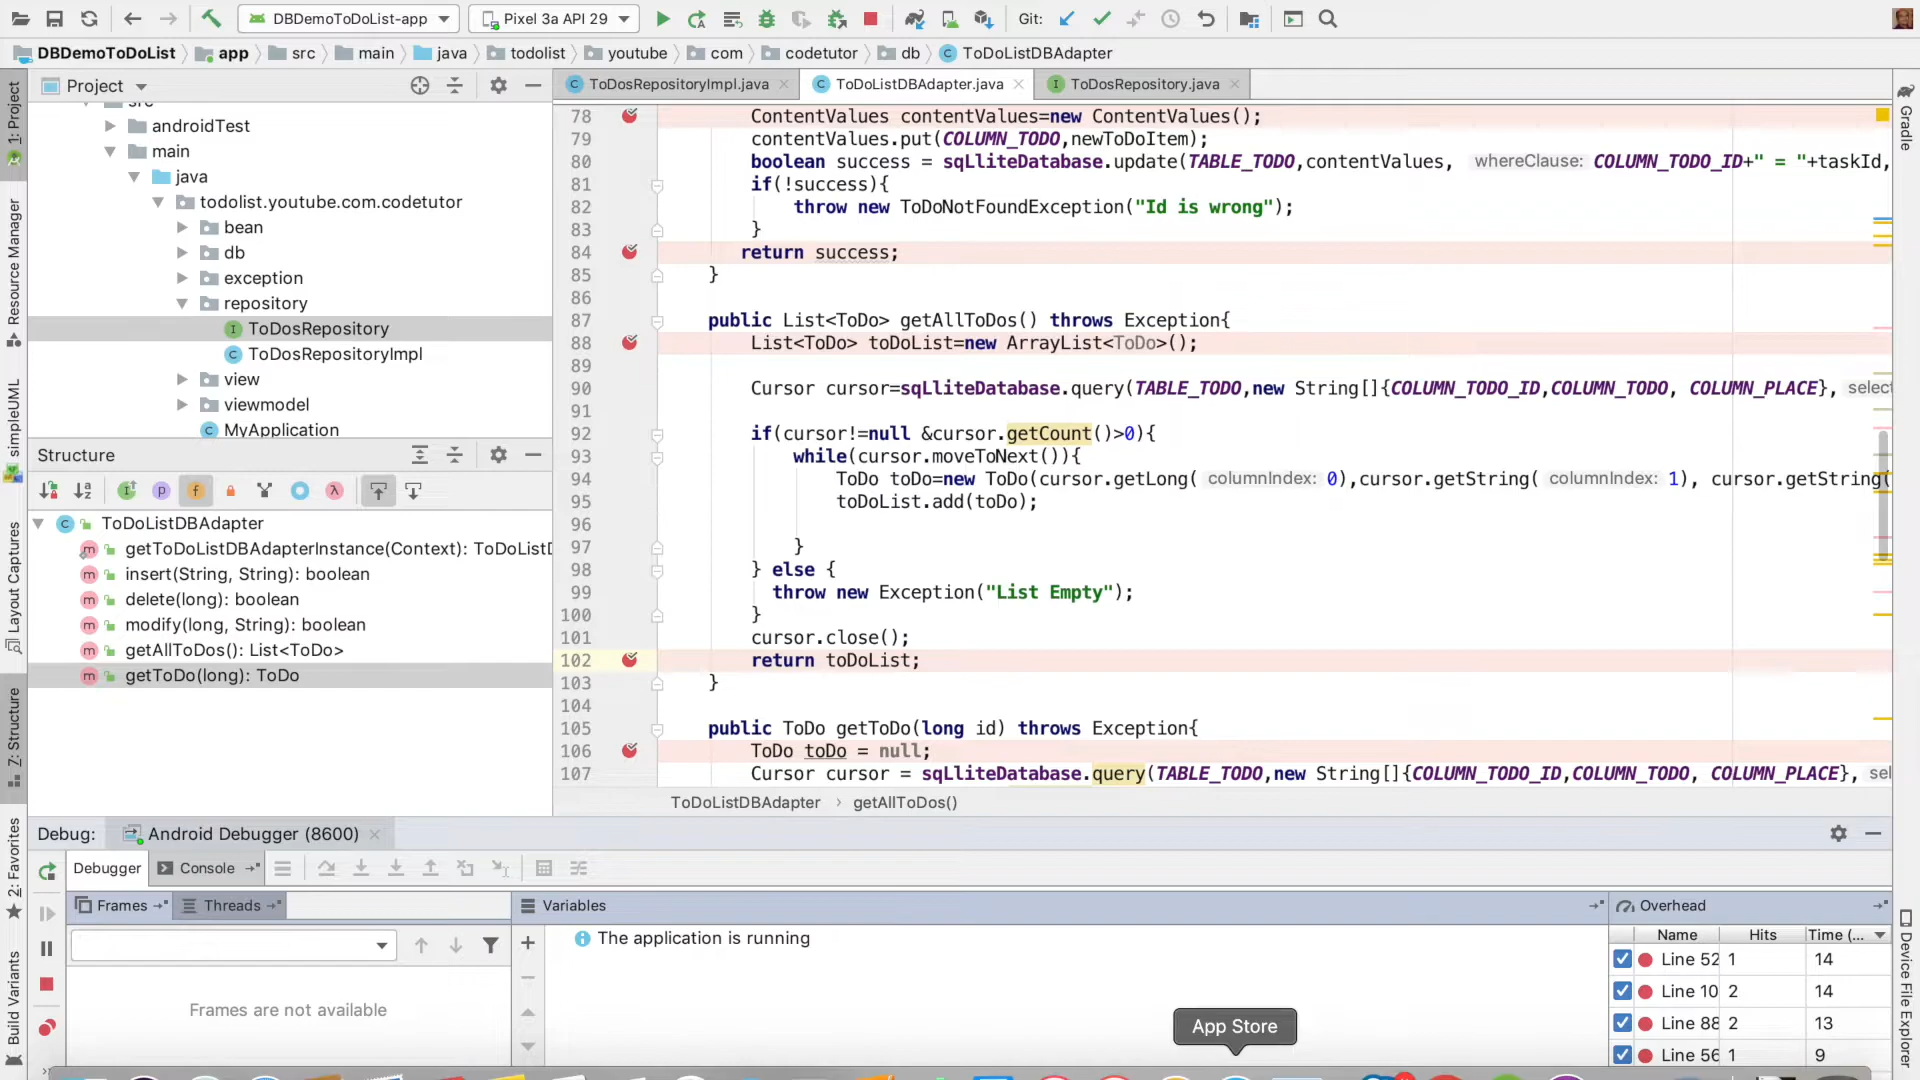 DBDemoToDoList-app
Pixel 3a API 29
Git:
DBDemoToDoList
app
src
main
java
todolist
youtube
com
codetutor
db
ToDoListDBAdapter
Project
ToDosRepositoryImpl.java
ToDoListDBAdapter.java
ToDosRepository.java
1: Project
Resource Manager
simpleUML
Layout Captures
7: Structure
2: Favorites
Build Variants
Gradle
Device File Explorer
src
androidTest
main
java
todolist.youtube.com.codetutor
bean
db
exception
repository
ToDosRepository
ToDosRepositoryImpl
view
viewmodel
MyApplication
Structure
ToDoListDBAdapter
getToDoListDBAdapterInstance(Context): ToDoListD
insert(String, String): boolean
delete(long): boolean
modify(long, String): boolean
getAllToDos(): List<ToDo>
getToDo(long): ToDo
78 ContentValues contentValues=new ContentValues();
79 contentValues.put(COLUMN_TODO,newToDoItem);
80 boolean success = sqLliteDatabase.update(TABLE_TODO,contentValues, whereClause: COLUMN_TODO_ID+" = "+taskId,
81 if(!success){
82 throw new ToDoNotFoundException("Id is wrong");
83 }
84 return success;
85 }
86
87 public List<ToDo> getAllToDos() throws Exception{
88 List<ToDo> toDoList=new ArrayList<ToDo>();
89
90 Cursor cursor=sqLliteDatabase.query(TABLE_TODO,new String[]{COLUMN_TODO_ID,COLUMN_TODO, COLUMN_PLACE}, select
91
92 if(cursor!=null &cursor.getCount()>0){
93 while(cursor.moveToNext()){
94 ToDo toDo=new ToDo(cursor.getLong( columnIndex: 0),cursor.getString( columnIndex: 1), cursor.getString(
95 toDoList.add(toDo);
96
97 }
98 } else {
99 throw new Exception("List Empty");
100 }
101 cursor.close();
102 return toDoList;
103 }
104
105 public ToDo getToDo(long id) throws Exception{
106 ToDo toDo = null;
107 Cursor cursor = sqLliteDatabase.query(TABLE_TODO,new String[]{COLUMN_TODO_ID,COLUMN_TODO, COLUMN_PLACE}, sel
ToDoListDBAdapter › getAllToDos()
Debug: Android Debugger (8600)
Debugger Console
Frames Threads Variables Overhead
The application is running
Frames are not available
Name Hits Time (...
Line 52 1 14
Line 10 2 14
Line 88 2 13
Line 56 1 9
App Store